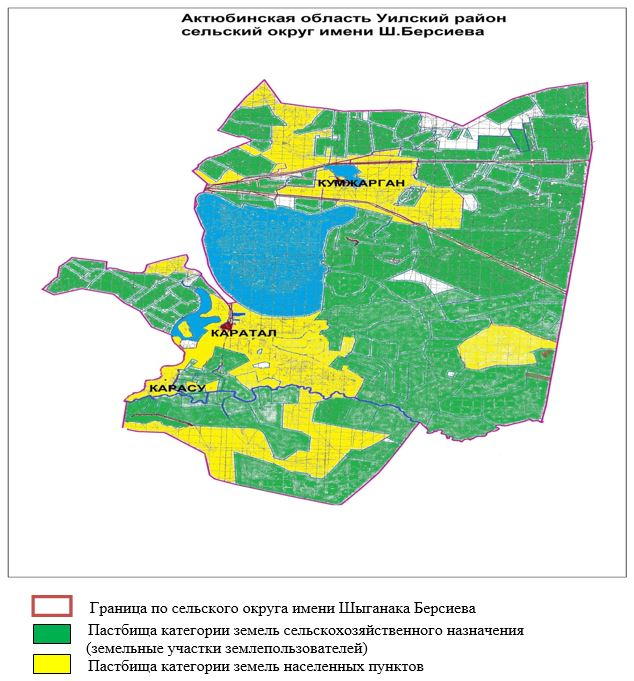 Актюбинская область Уилский район
сельский округ имени Ш.Берсиева
КУМЖАРГАН
КАРАТАЛ
КАРАСУ
Граница по сельского округа имени Шыганака Берсиева
Пастбища категории земель сельскохозяйственного назначения
(земельные участки землепользователей)
Пастбища категории земель населенных пунктов